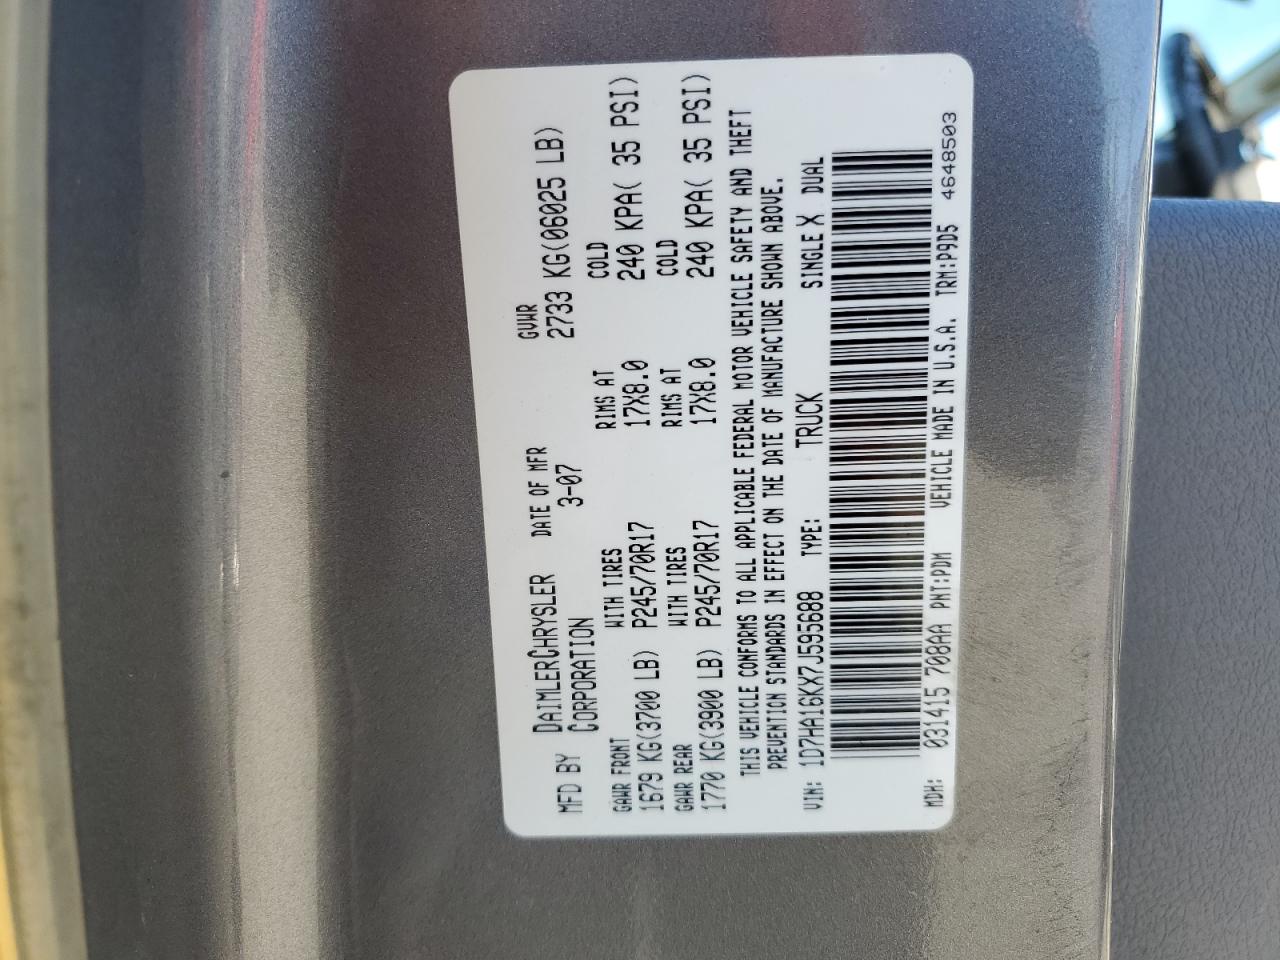 MFD BY DAIMLERCHRYSLER CORPORATION DATE OF MFR 3-07 GVWR 2733 KG(06025 LB)
GAWR FRONT WITH TIRES RIMS AT COLD
1679 KG(3700 LB) P245/70R17 17X8.0 240 KPA( 35 PSI)
GAWR REAR WITH TIRES RIMS AT COLD
1770 KG(3900 LB) P245/70R17 17X8.0 240 KPA( 35 PSI)
THIS VEHICLE CONFORMS TO ALL APPLICABLE FEDERAL MOTOR VEHICLE SAFETY AND THEFT
PREVENTION STANDARDS IN EFFECT ON THE DATE OF MANUFACTURE SHOWN ABOVE.
VIN: 1D7HA16KX7J595688 TYPE: TRUCK SINGLE X DUAL
MDH: 031415 708AA PNT:PDM VEHICLE MADE IN U.S.A. TRM:P9D5 4648503